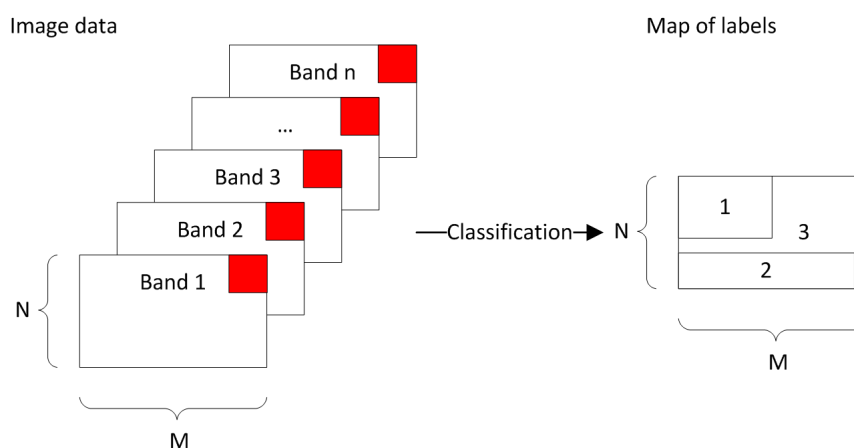 Image data
Map of labels
Band n
...
Band 3
Band 2
Band 1
N
M
Classification
N
1
3
2
M